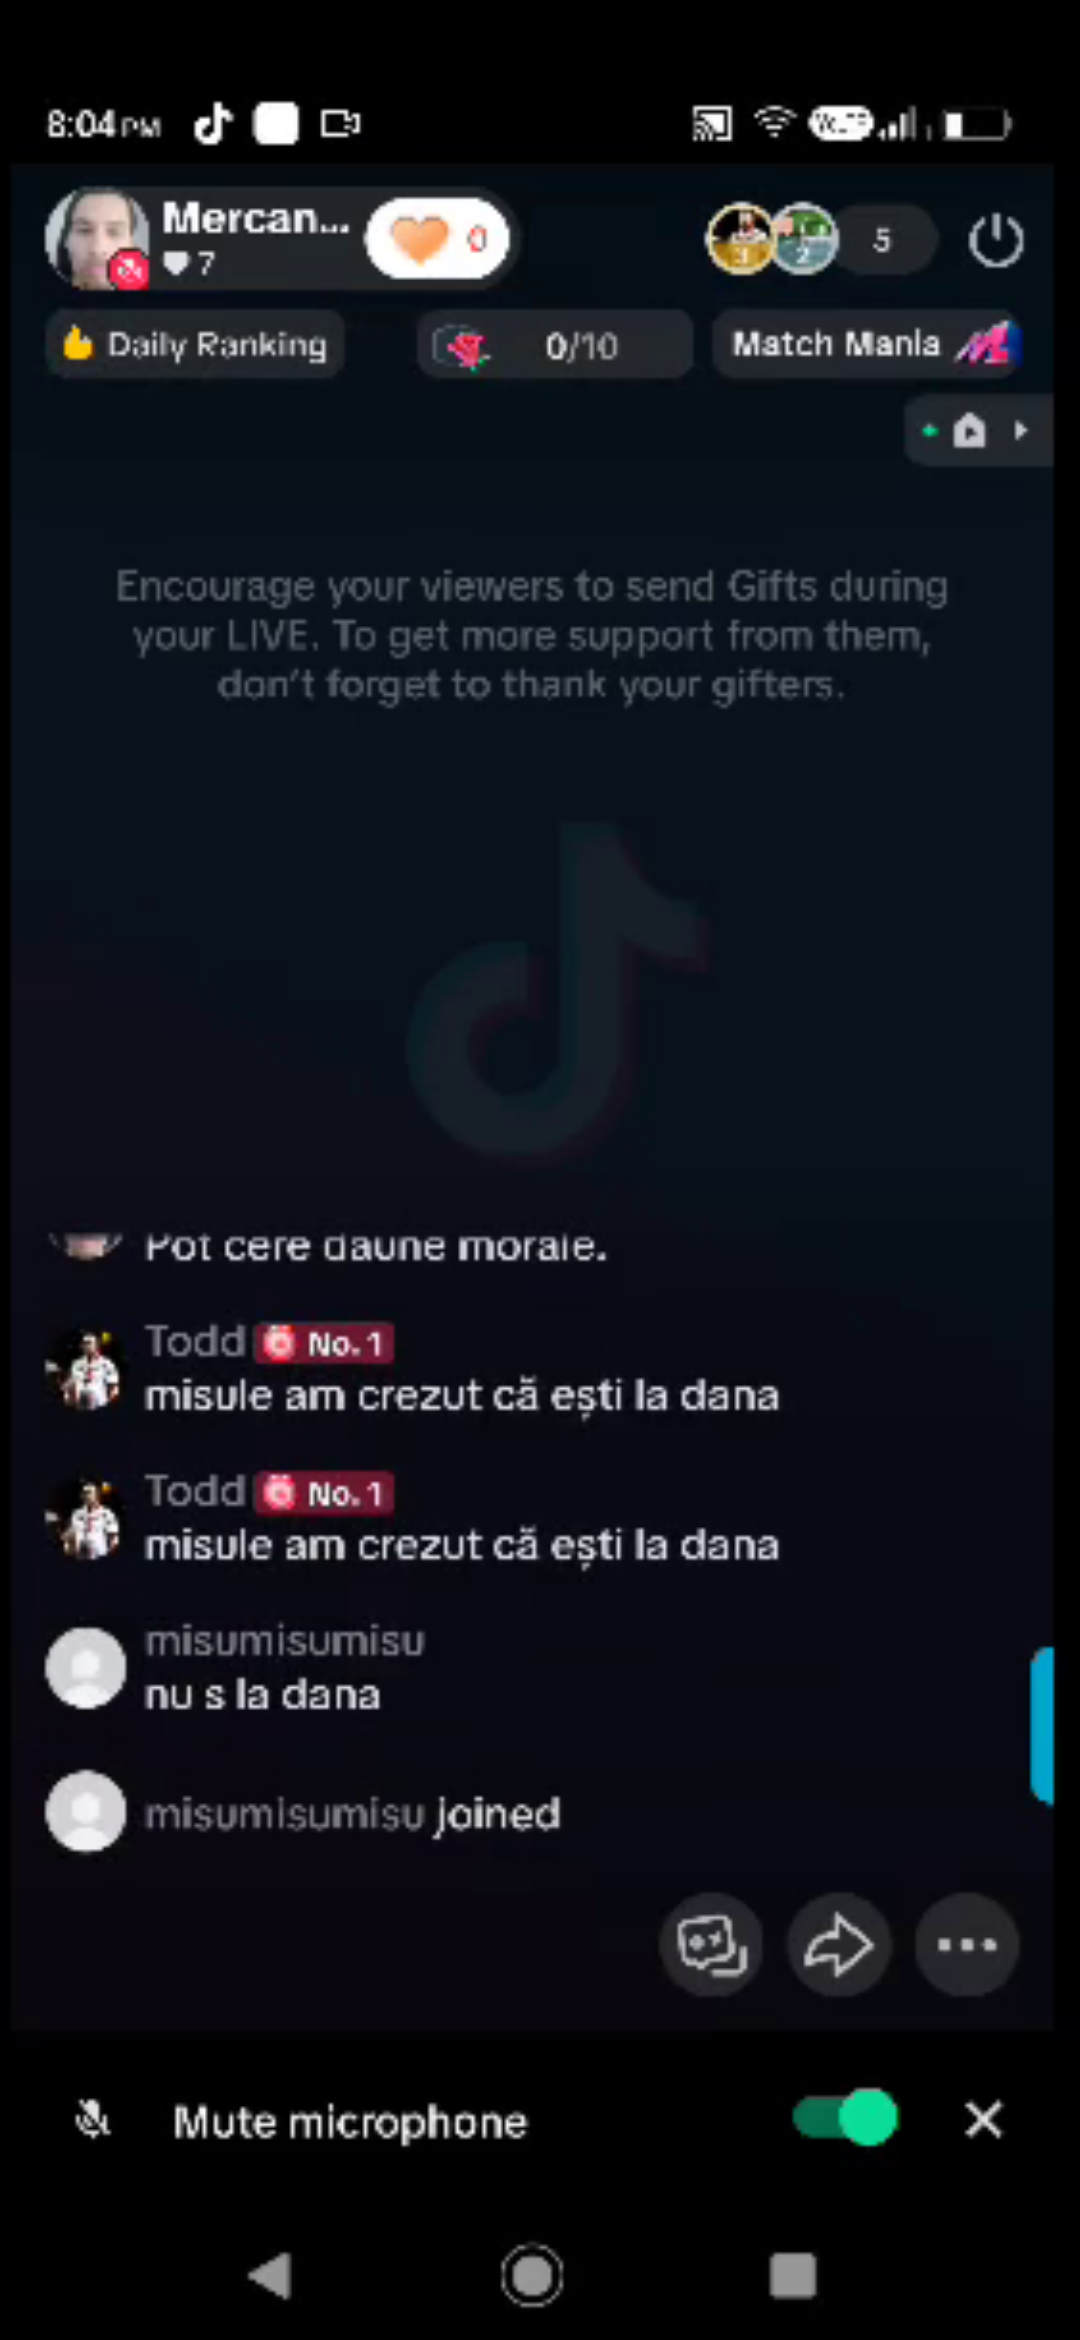 8:04 PM
Mercan...
7
0
5
Daily Ranking
0/10
Match Mania
Encourage your viewers to send Gifts during
your LIVE. To get more support from them,
don't forget to thank your gifters.
Pot cere daune morale.
Todd No. 1
misule am crezut că ești la dana
Todd No. 1
misule am crezut că ești la dana
misumisumisu
nu s la dana
misumisumisu joined
Mute microphone